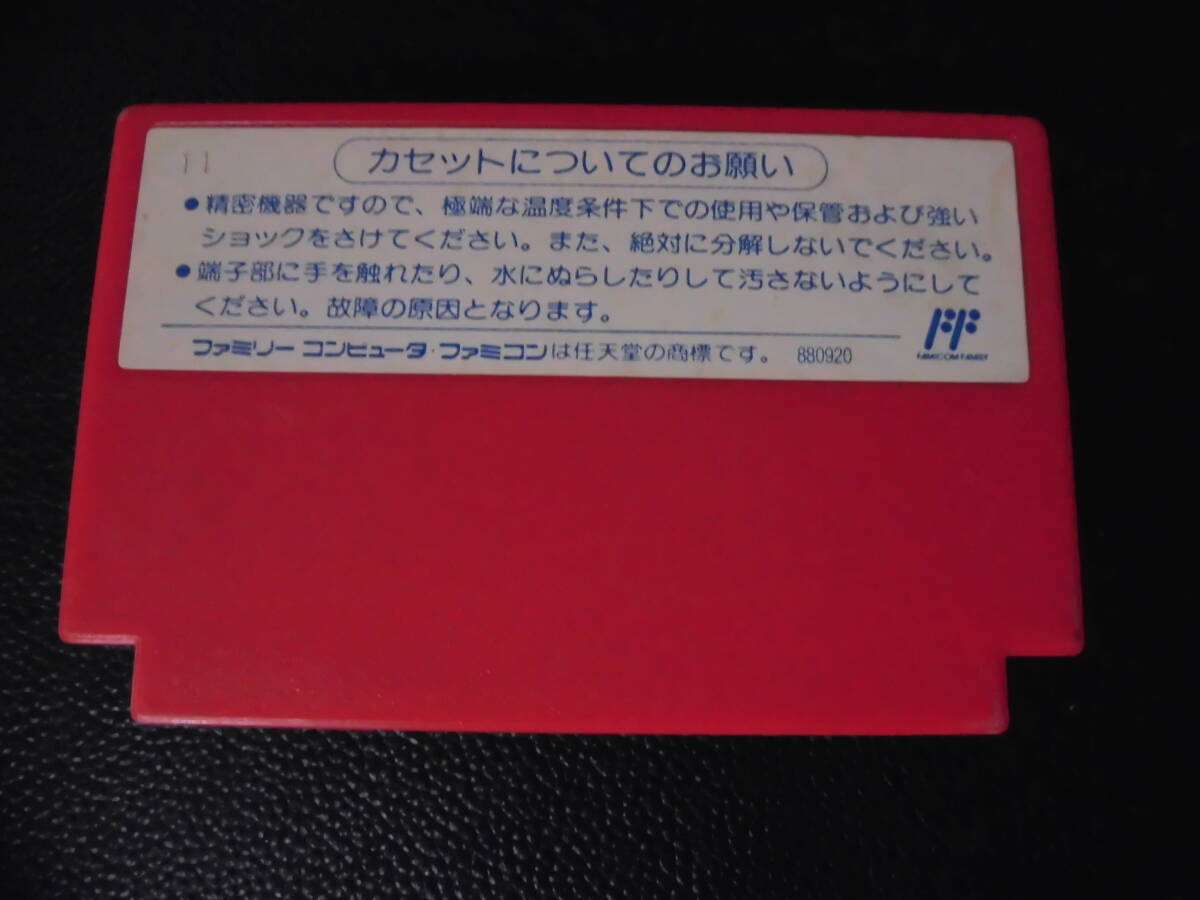 11
カセットについてのお願い
●精密機器ですので、極端な温度条件下での使用や保管および強い
ショックをさけてください。また、絶対に分解しないでください。
●端子部に手を触れたり、水にぬらしたりして汚さないようにして
ください。故障の原因となります。
FF
FAMICOM FAMILY
ファミリー コンピュータ・ファミコンは任天堂の商標です。 880920